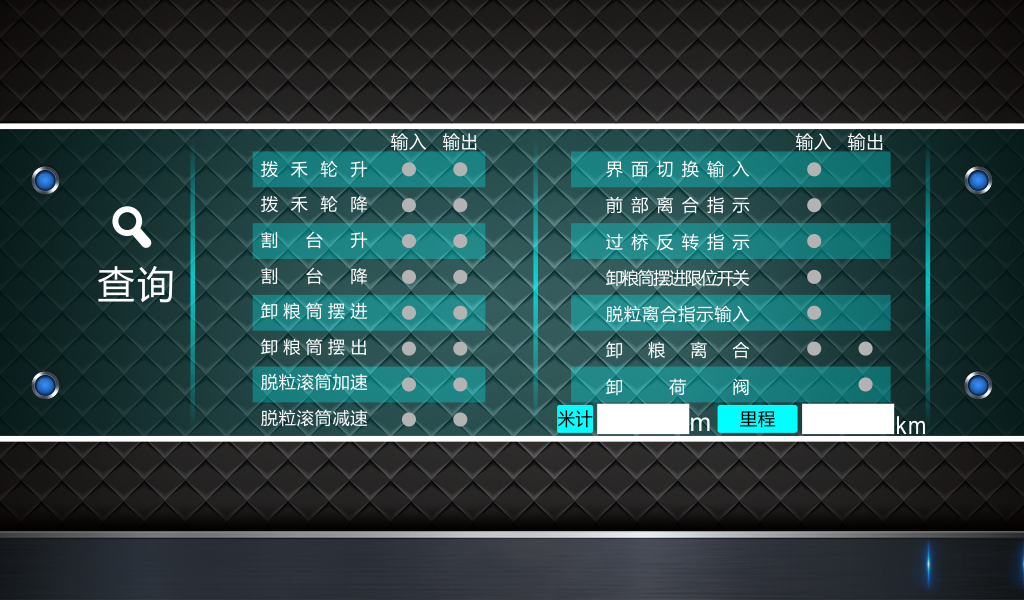 查询
输入 输出
拨禾轮升
拨禾轮降
割台升
割台降
卸粮筒摆进
卸粮筒摆出
脱粒滚筒加速
脱粒滚筒减速
输入 输出
界面切换输入
前部离合指示
过桥反转指示
卸粮筒摆进限位开关
脱粒离合指示输入
卸粮离合
卸荷阀
米计 m 里程 km